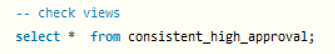 -- check views
select *  from consistent_high_approval;